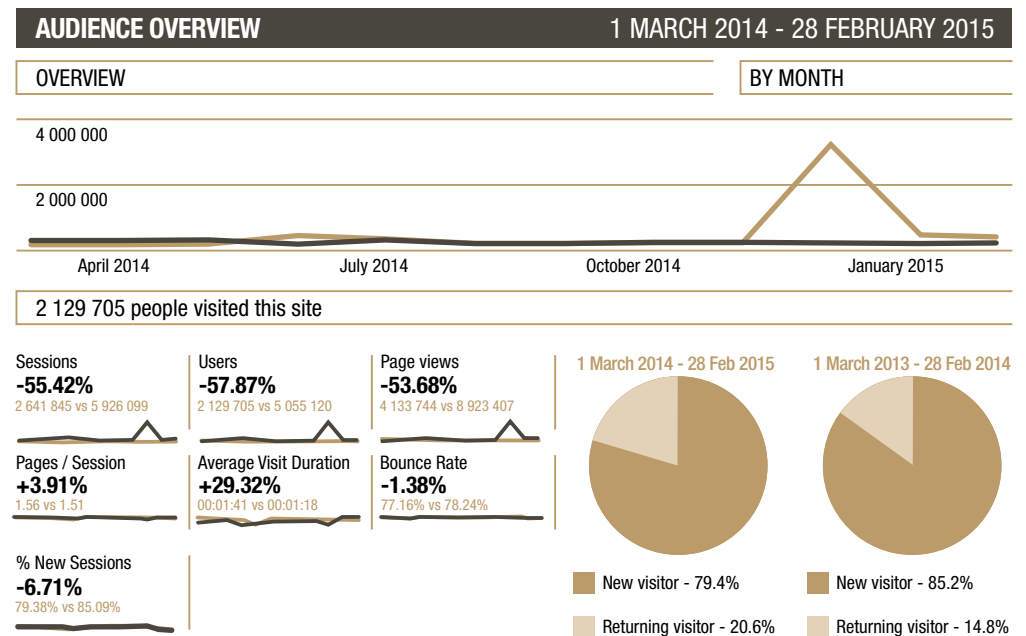 AUDIENCE OVERVIEW 1 MARCH 2014 - 28 FEBRUARY 2015
OVERVIEW BY MONTH
4 000 000
2 000 000
April 2014 July 2014 October 2014 January 2015
2 129 705 people visited this site
Sessions
-55.42%
2 641 845 vs 5 926 099
Users
-57.87%
2 129 705 vs 5 055 120
Page views
-53.68%
4 133 744 vs 8 923 407
Pages / Session
+3.91%
1.56 vs 1.51
Average Visit Duration
+29.32%
00:01:41 vs 00:01:18
Bounce Rate
-1.38%
77.16% vs 78.24%
% New Sessions
-6.71%
79.38% vs 85.09%
1 March 2014 - 28 Feb 2015
New visitor - 79.4%
Returning visitor - 20.6%
1 March 2013 - 28 Feb 2014
New visitor - 85.2%
Returning visitor - 14.8%